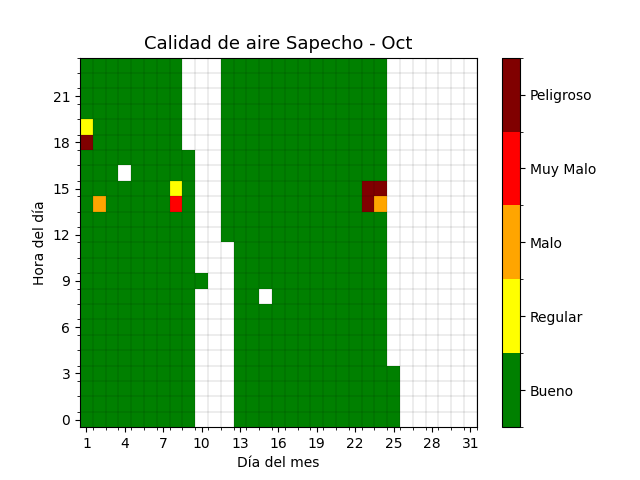 Calidad de aire Sapecho - Oct
Hora del día
21
18
15
12
9
6
3
0
1 4 7 10 13 16 19 22 25 28 31
Día del mes
Peligroso
Muy Malo
Malo
Regular
Bueno